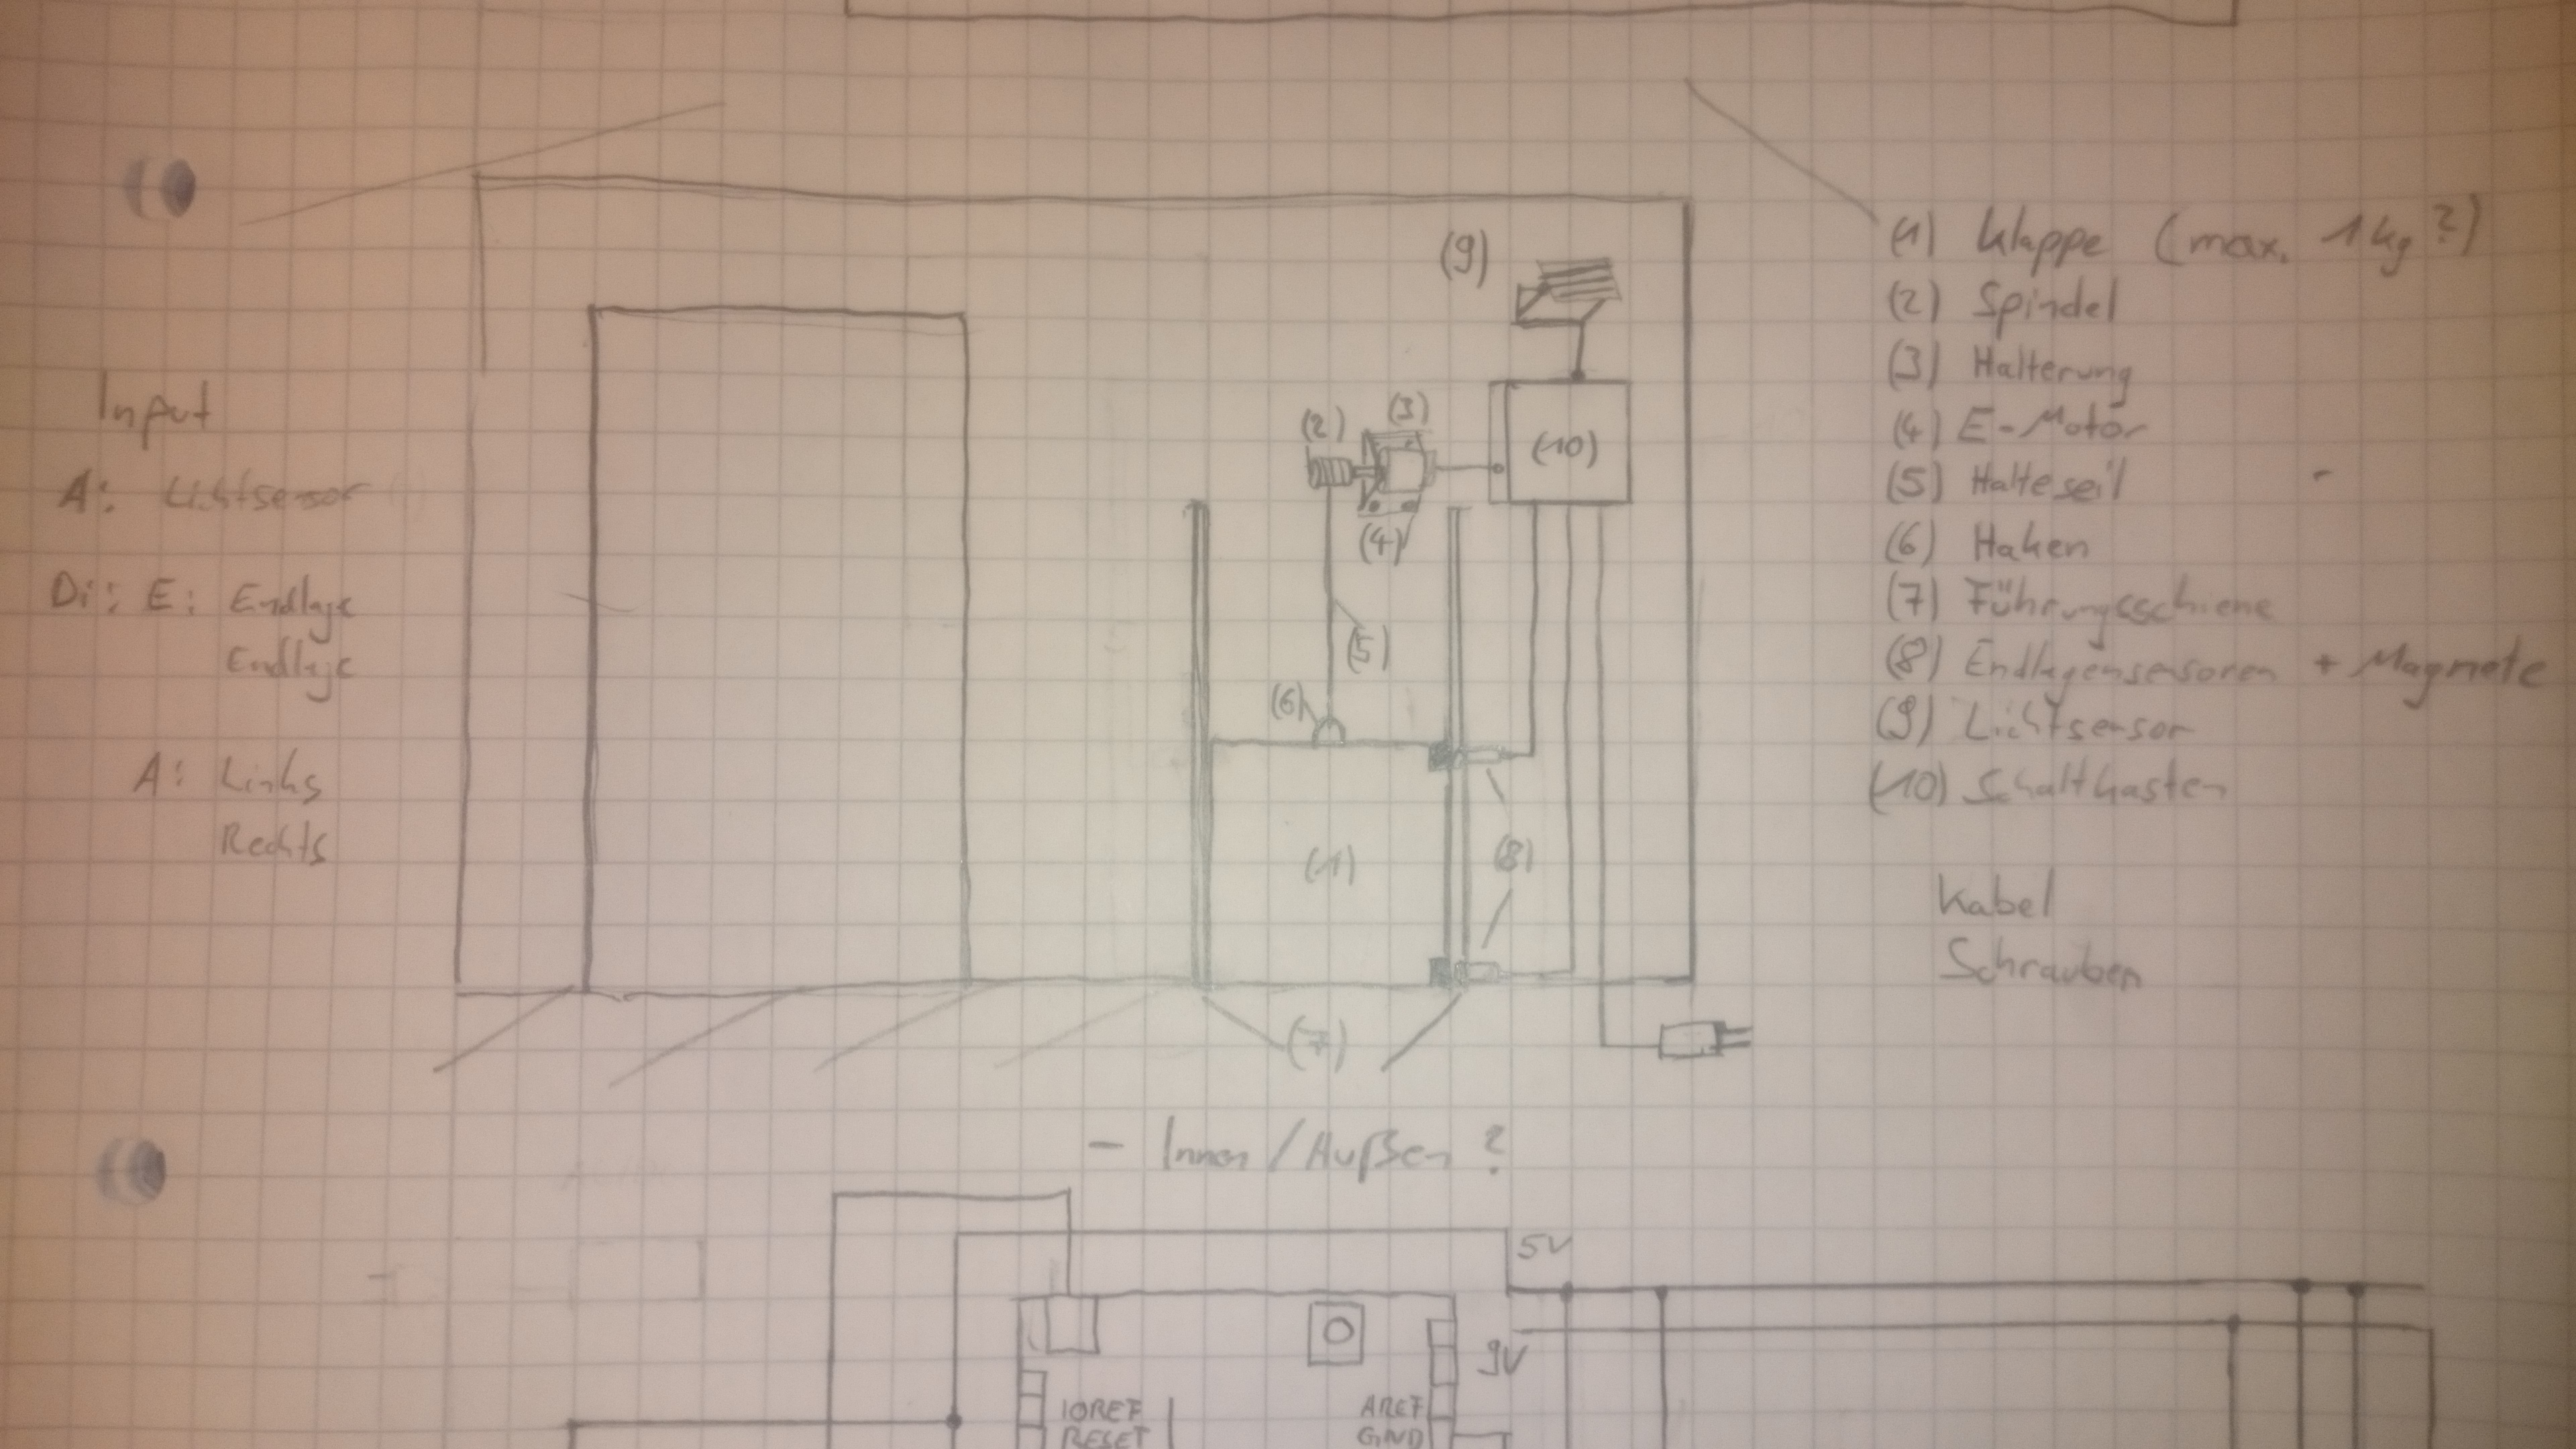 Input
A: Lichtsensor
Di: E: Endlage
Endlage
A: Links
Rechts
(9)
(10)
(2)
(3)
(4)
(5)
(6)
(1)
(8)
(7)
(1) Klappe (max. 1kg?)
(2) Spindel
(3) Halterung
(4) E-Motor
(5) Halteseil
(6) Haken
(7) Führungsschiene
(8) Endlagensensoren + Magnete
(9) Lichtsensor
(10) Schaltkasten
Kabel
Schrauben
- Innen/Außen?
5V
9V
IOREF
RESET
AREF
GND